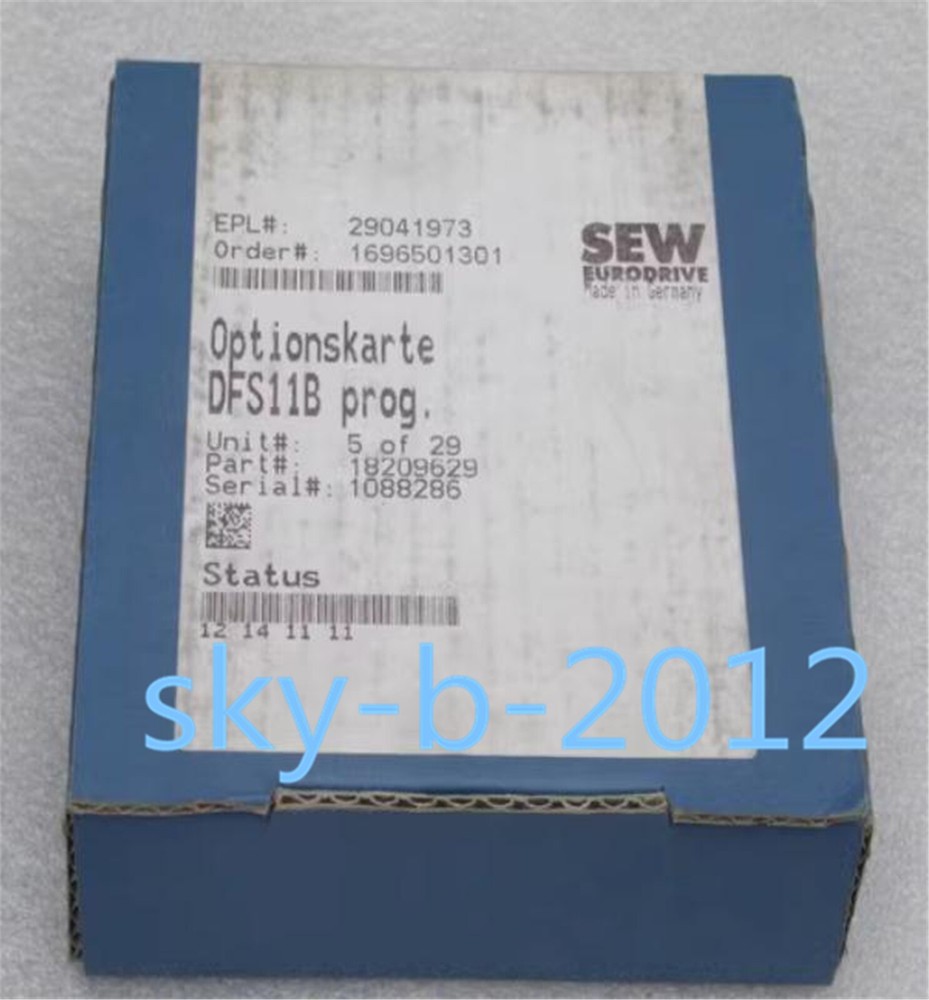 EPL#: 29041973
Order#: 1696501301
SEW
EURODRIVE
Made in Germany
Optionskarte
DFS11B prog.
Unit#: 5 of 29
Part#: 18209629
Serial#: 1088286
Status
12 14 11 11
sky-b-2012